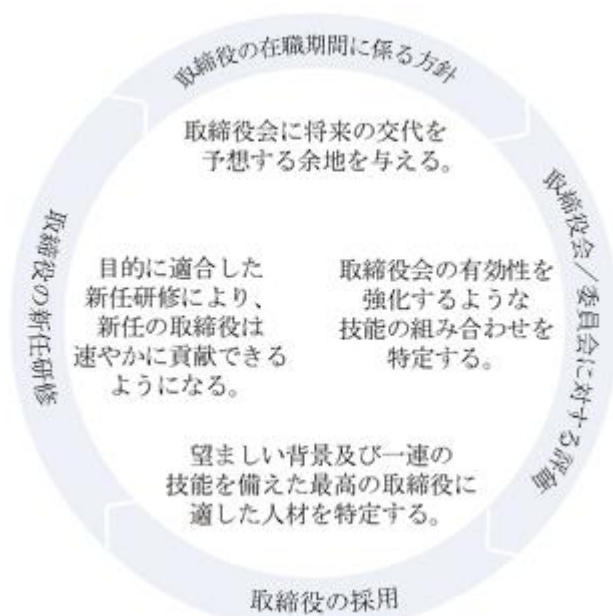 取締役の在職期間に係る方針
取締役会に将来の交代を
予想する余地を与える。
取締役会／委員会に対する評価
取締役会の有効性を
強化するような
技能の組み合わせを
特定する。
取締役の採用
望ましい背景及び一連の
技能を備えた最高の取締役に
適した人材を特定する。
取締役の新任研修
目的に適合した
新任研修により、
新任の取締役は
速やかに貢献できる
ようになる。